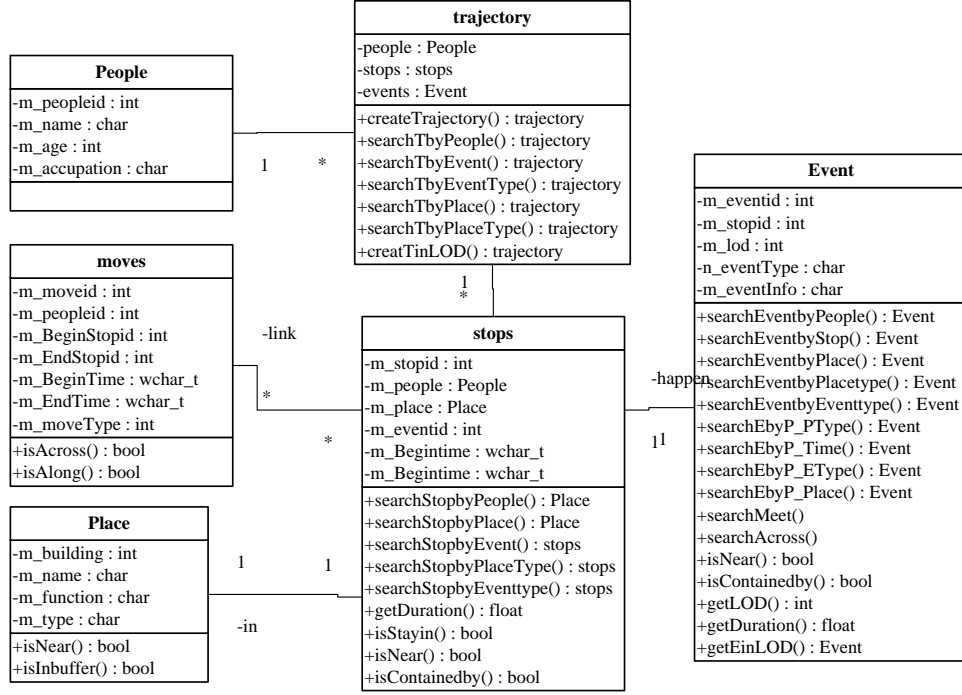 trajectory
-people : People
-stops : stops
-events : Event
+createTrajectory() : trajectory
+searchTbyPeople() : trajectory
+searchTbyEvent() : trajectory
+searchTbyEventType() : trajectory
+searchTbyPlace() : trajectory
+searchTbyPlaceType() : trajectory
+creatTinLOD() : trajectory
People
-m_peopleid : int
-m_name : char
-m_age : int
-m_accupation : char
1
*
1
*
moves
-m_moveid : int
-m_peopleid : int
-m_BeginStopid : int
-m_EndStopid : int
-m_BeginTime : wchar_t
-m_EndTime : wchar_t
-m_moveType : int
+isAcross() : bool
+isAlong() : bool
-link
*
*
stops
-m_stopid : int
-m_people : People
-m_place : Place
-m_eventid : int
-m_Begintime : wchar_t
-m_Begintime : wchar_t
+searchStopbyPeople() : Place
+searchStopbyPlace() : Place
+searchStopbyEvent() : stops
+searchStopbyPlaceType() : stops
+searchStopbyEventtype() : stops
+getDuration() : float
+isStayin() : bool
+isNear() : bool
+isContainedby() : bool
-happen
1
1
Event
-m_eventid : int
-m_stopid : int
-m_lod : int
-n_eventType : char
-m_eventInfo : char
+searchEventbyPeople() : Event
+searchEventbyStop() : Event
+searchEventbyPlace() : Event
+searchEventbyPlacetype() : Event
+searchEventbyEventtype() : Event
+searchEbyP_PType() : Event
+searchEbyP_Time() : Event
+searchEbyP_EType() : Event
+searchEbyP_Place() : Event
+searchMeet()
+searchAcross()
+isNear() : bool
+isContainedby() : bool
+getLOD() : int
+getDuration() : float
+getEinLOD() : Event
Place
-m_building : int
-m_name : char
-m_function : char
-m_type : char
+isNear() : bool
+isInbuffer() : bool
1
1
-in